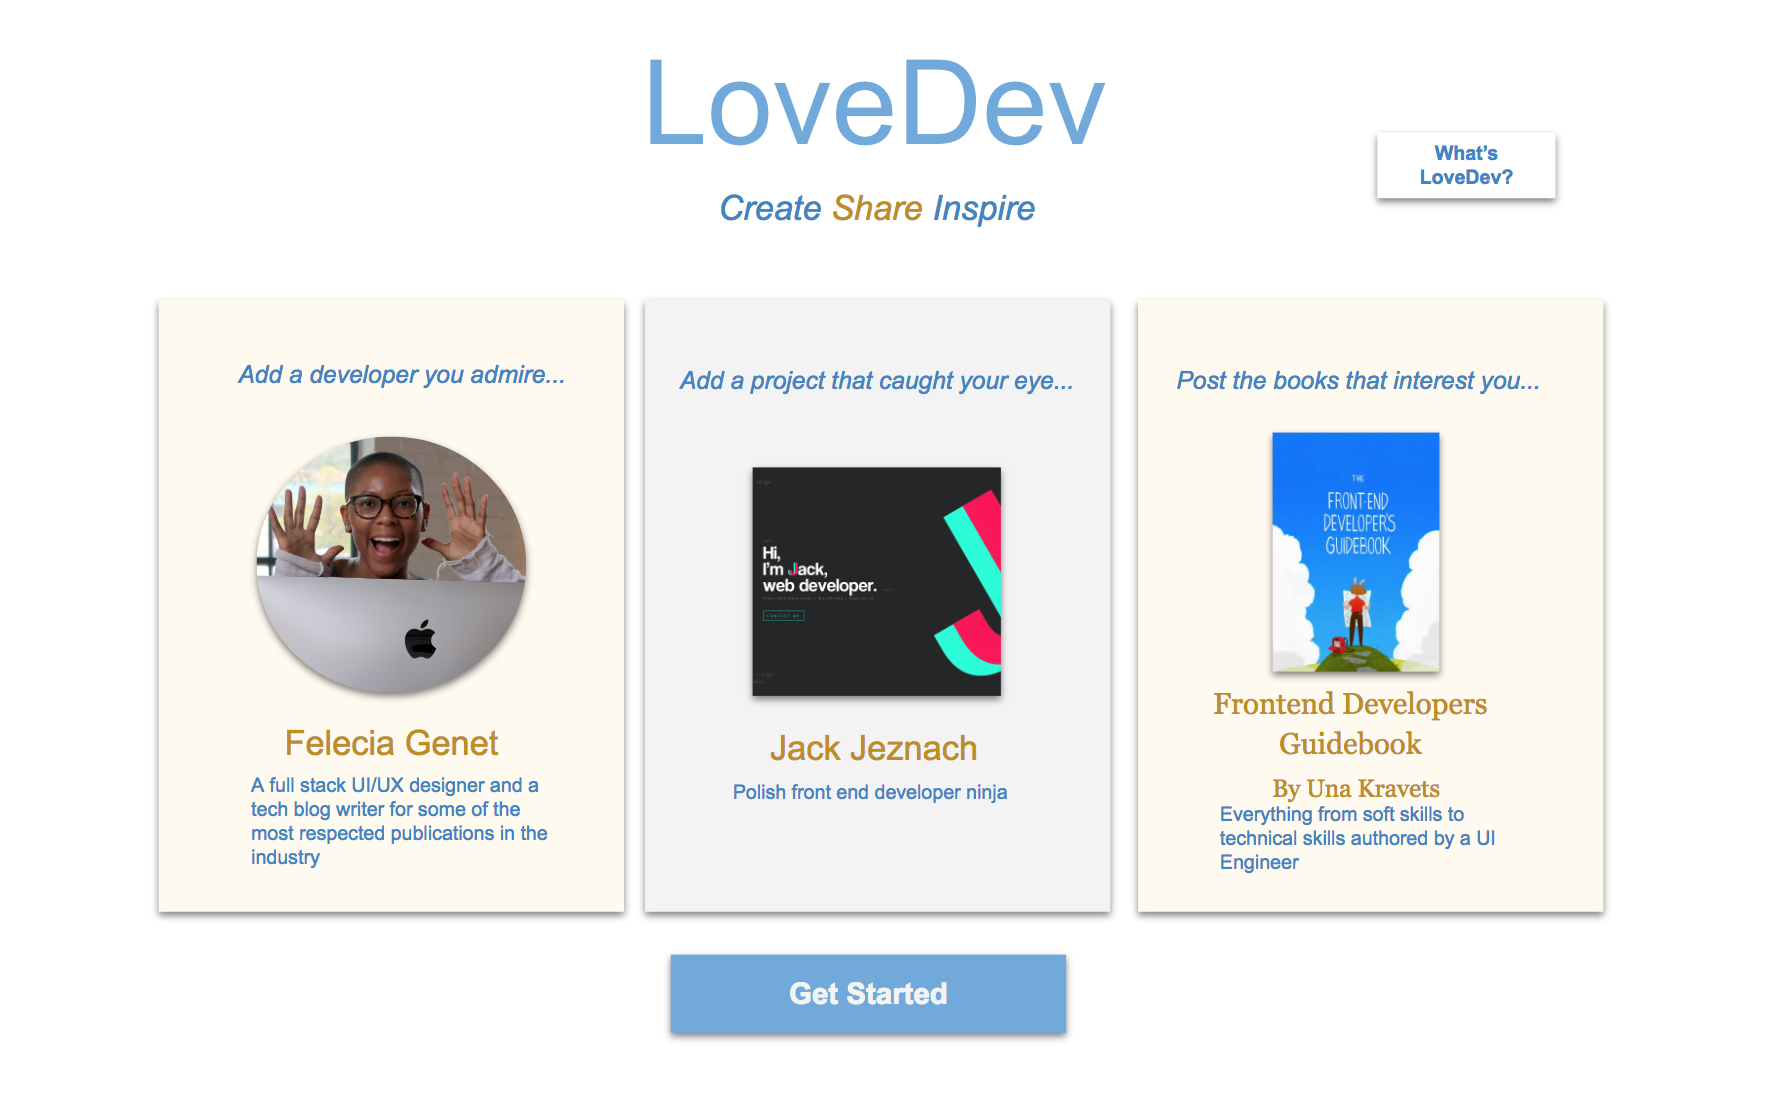 LoveDev
What’s
LoveDev?
Create Share Inspire
Add a developer you admire...
Felecia Genet
A full stack UI/UX designer and a
tech blog writer for some of the
most respected publications in the
industry
Add a project that caught your eye...
Hi,
I'm Jack,
web developer.
CONTACT ME
Jack Jeznach
Polish front end developer ninja
Post the books that interest you...
THE
FRONT-END
DEVELOPER'S
GUIDEBOOK
Frontend Developers
Guidebook
By Una Kravets
Everything from soft skills to
technical skills authored by a UI
Engineer
Get Started